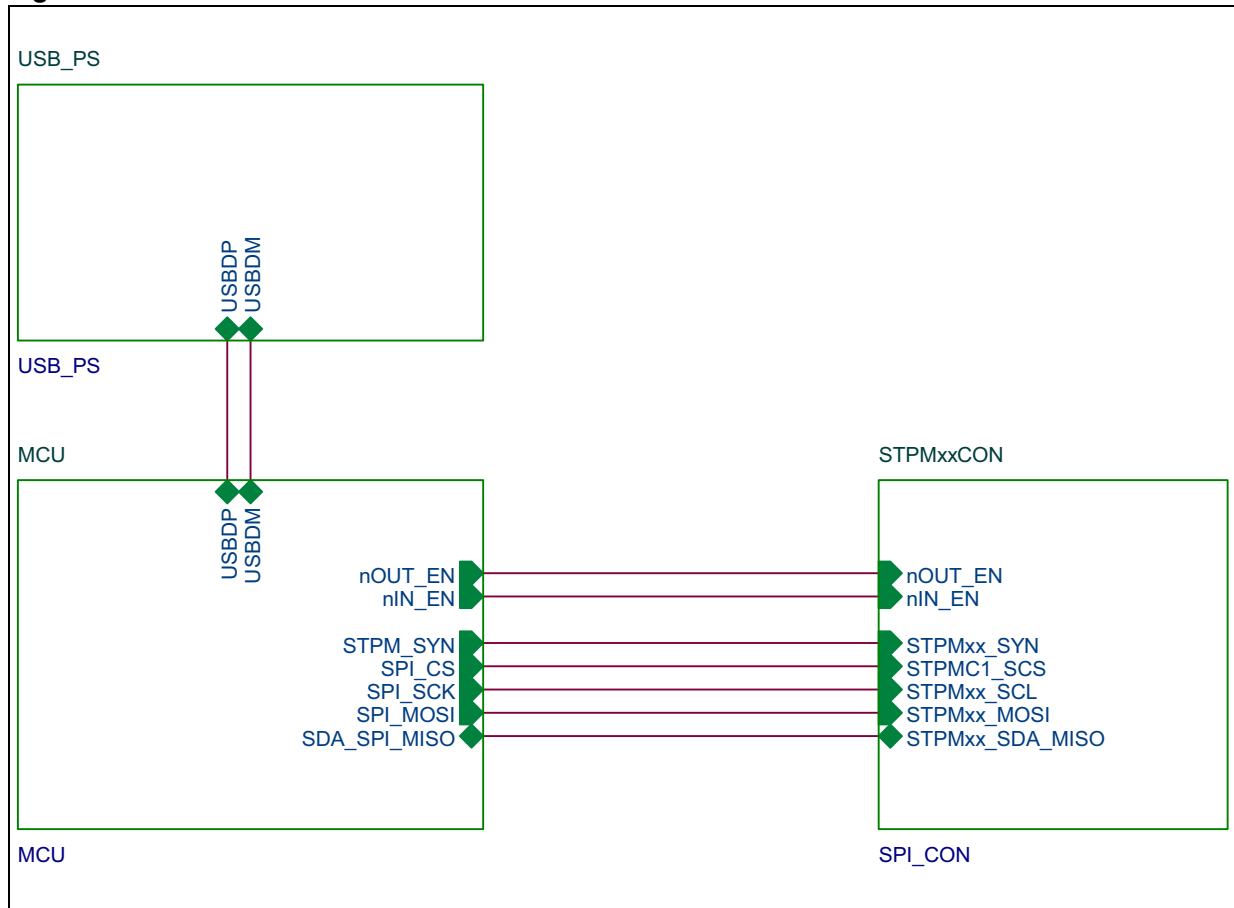 USB_PS
USBDP
USBDM
USB_PS
MCU
STPMxxCON
USBDP
USBDM
nOUT_EN
nOUT_EN
nIN_EN
nIN_EN
STPM_SYN
STPMxx_SYN
SPI_CS
STPMC1_SCS
SPI_SCK
STPMxx_SCL
SPI_MOSI
STPMxx_MOSI
SDA_SPI_MISO
STPMxx_SDA_MISO
MCU
SPI_CON